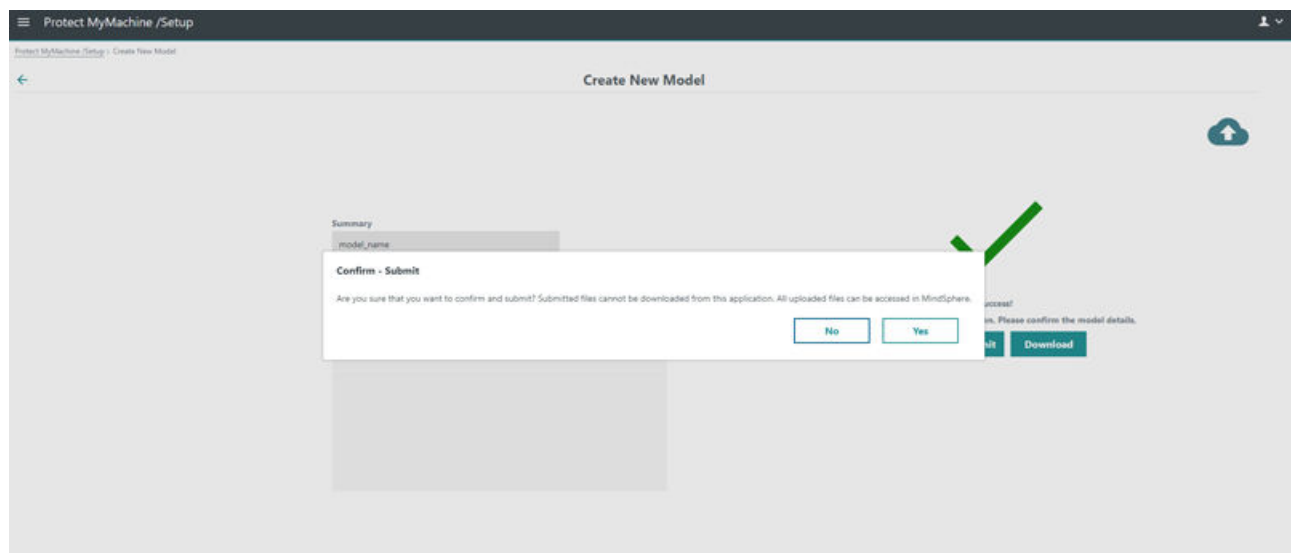 Protect MyMachine /Setup
Protect MyMachine /Setup › Create New Model
Create New Model
Summary
model_name
Confirm - Submit
Are you sure that you want to confirm and submit? Submitted files cannot be downloaded from this application. All uploaded files can be accessed in MindSphere.
No
Yes
Please confirm the model details.
Download